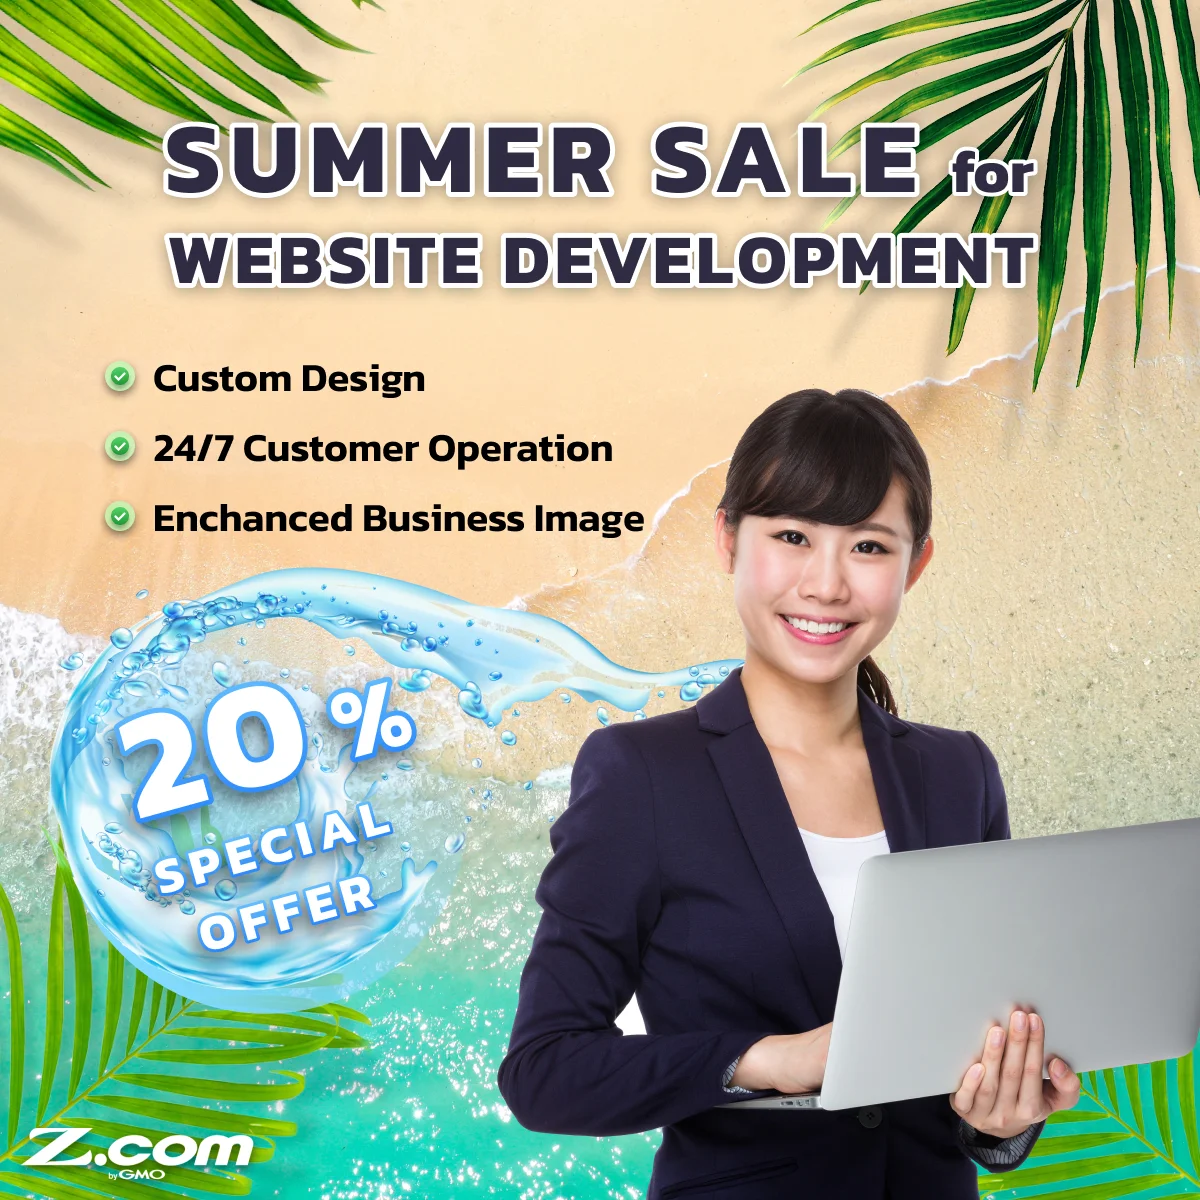 SUMMER SALE for
WEBSITE DEVELOPMENT
Custom Design
24/7 Customer Operation
Enchanced Business Image
20%
SPECIAL
OFFER
Z.com
by GMO